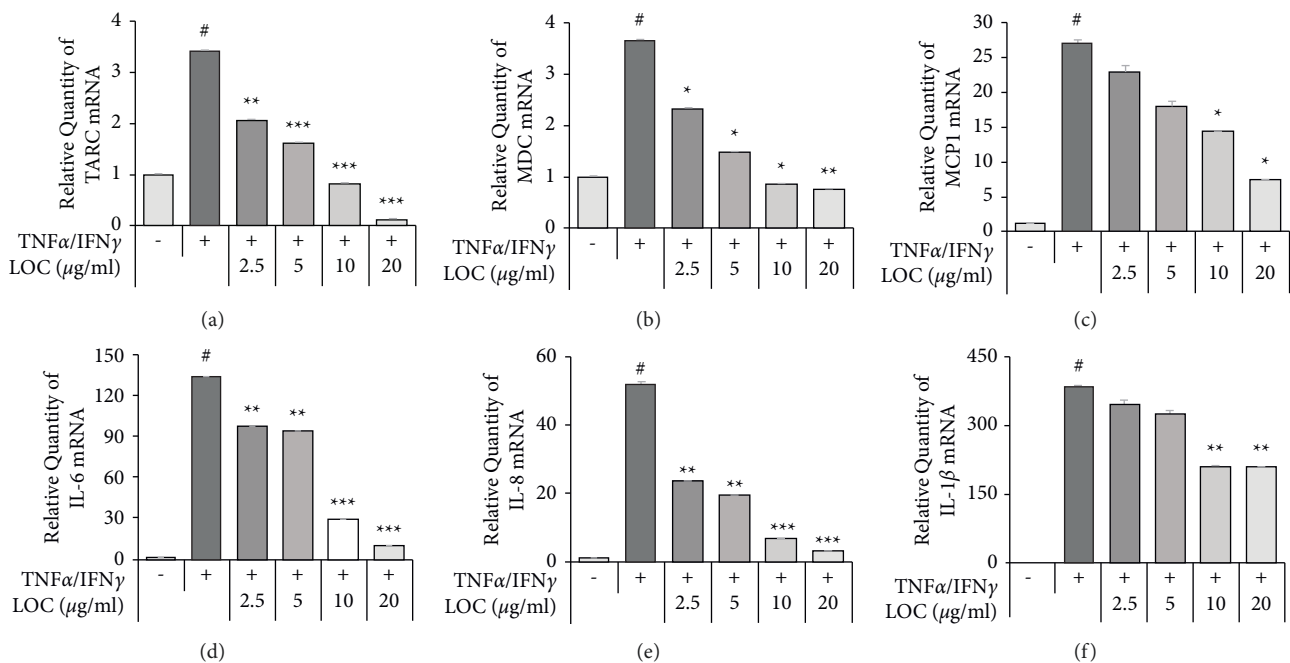 Relative Quantity of
TARC mRNA
4
3
2
1
0
#
**
***
***
***
TNFα/IFNγ - + + + + +
LOC (μg/ml) 2.5 5 10 20
(a)
Relative Quantity of
MDC mRNA
4
3
2
1
0
#
*
*
*
**
TNFα/IFNγ - + + + + +
LOC (μg/ml) 2.5 5 10 20
(b)
Relative Quantity of
MCP1 mRNA
30
25
20
15
10
5
0
#
*
*
TNFα/IFNγ - + + + + +
LOC (μg/ml) 2.5 5 10 20
(c)
Relative Quantity of
IL-6 mRNA
150
120
90
60
30
0
#
**
**
***
***
TNFα/IFNγ - + + + + +
LOC (μg/ml) 2.5 5 10 20
(d)
Relative Quantity of
IL-8 mRNA
60
40
20
0
#
**
**
***
***
TNFα/IFNγ - + + + + +
LOC (μg/ml) 2.5 5 10 20
(e)
Relative Quantity of
IL-1β mRNA
450
300
150
0
#
**
**
TNFα/IFNγ - + + + + +
LOC (μg/ml) 2.5 5 10 20
(f)